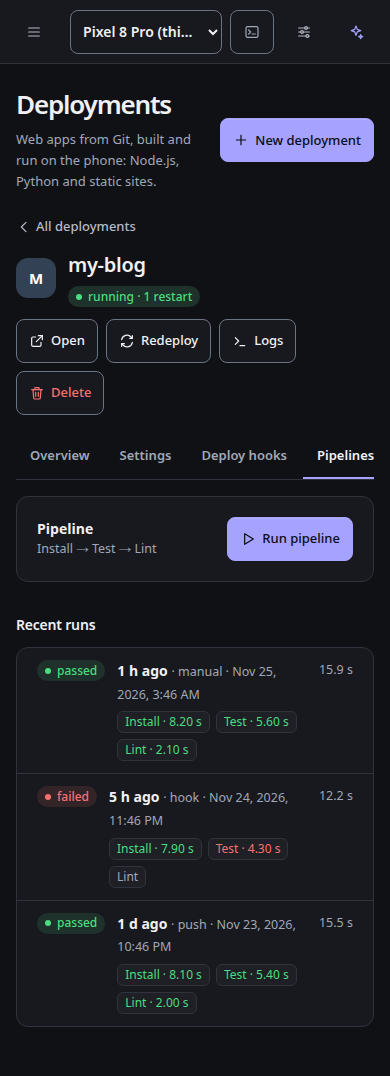 Pixel 8 Pro (thi...
Deployments
Web apps from Git, built and
run on the phone: Node.js,
Python and static sites.
New deployment
All deployments
M
my-blog
running · 1 restart
Open
Redeploy
Logs
Delete
Overview
Settings
Deploy hooks
Pipelines
Pipeline
Install → Test → Lint
Run pipeline
Recent runs
passed
1 h ago · manual · Nov 25,
2026, 3:46 AM
15.9 s
Install · 8.20 s
Test · 5.60 s
Lint · 2.10 s
failed
5 h ago · hook · Nov 24, 2026,
11:46 PM
12.2 s
Install · 7.90 s
Test · 4.30 s
Lint
passed
1 d ago · push · Nov 23, 2026,
10:46 PM
15.5 s
Install · 8.10 s
Test · 5.40 s
Lint · 2.00 s